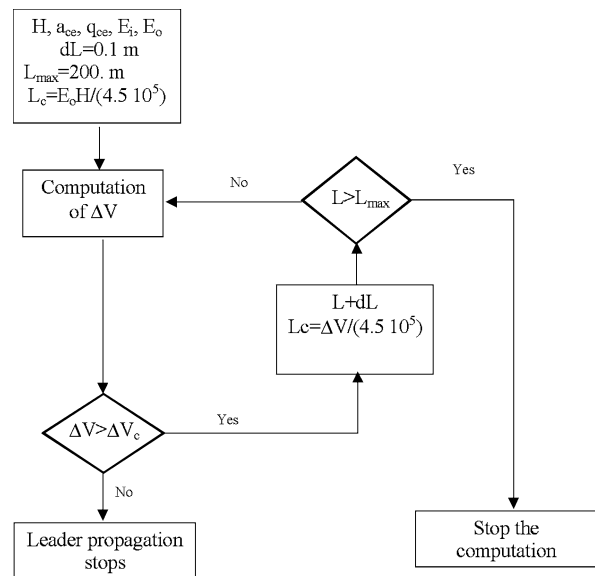 H, a_ce, q_ce, E_i, E_o
dL=0.1 m
L_max=200. m
L_c=E_oH/(4.5 10^5)
Computation
of ΔV
No
L>L_max
Yes
L+dL
Lc=ΔV/(4.5 10^5)
ΔV>ΔV_c
Yes
No
Leader propagation
stops
Stop the
computation